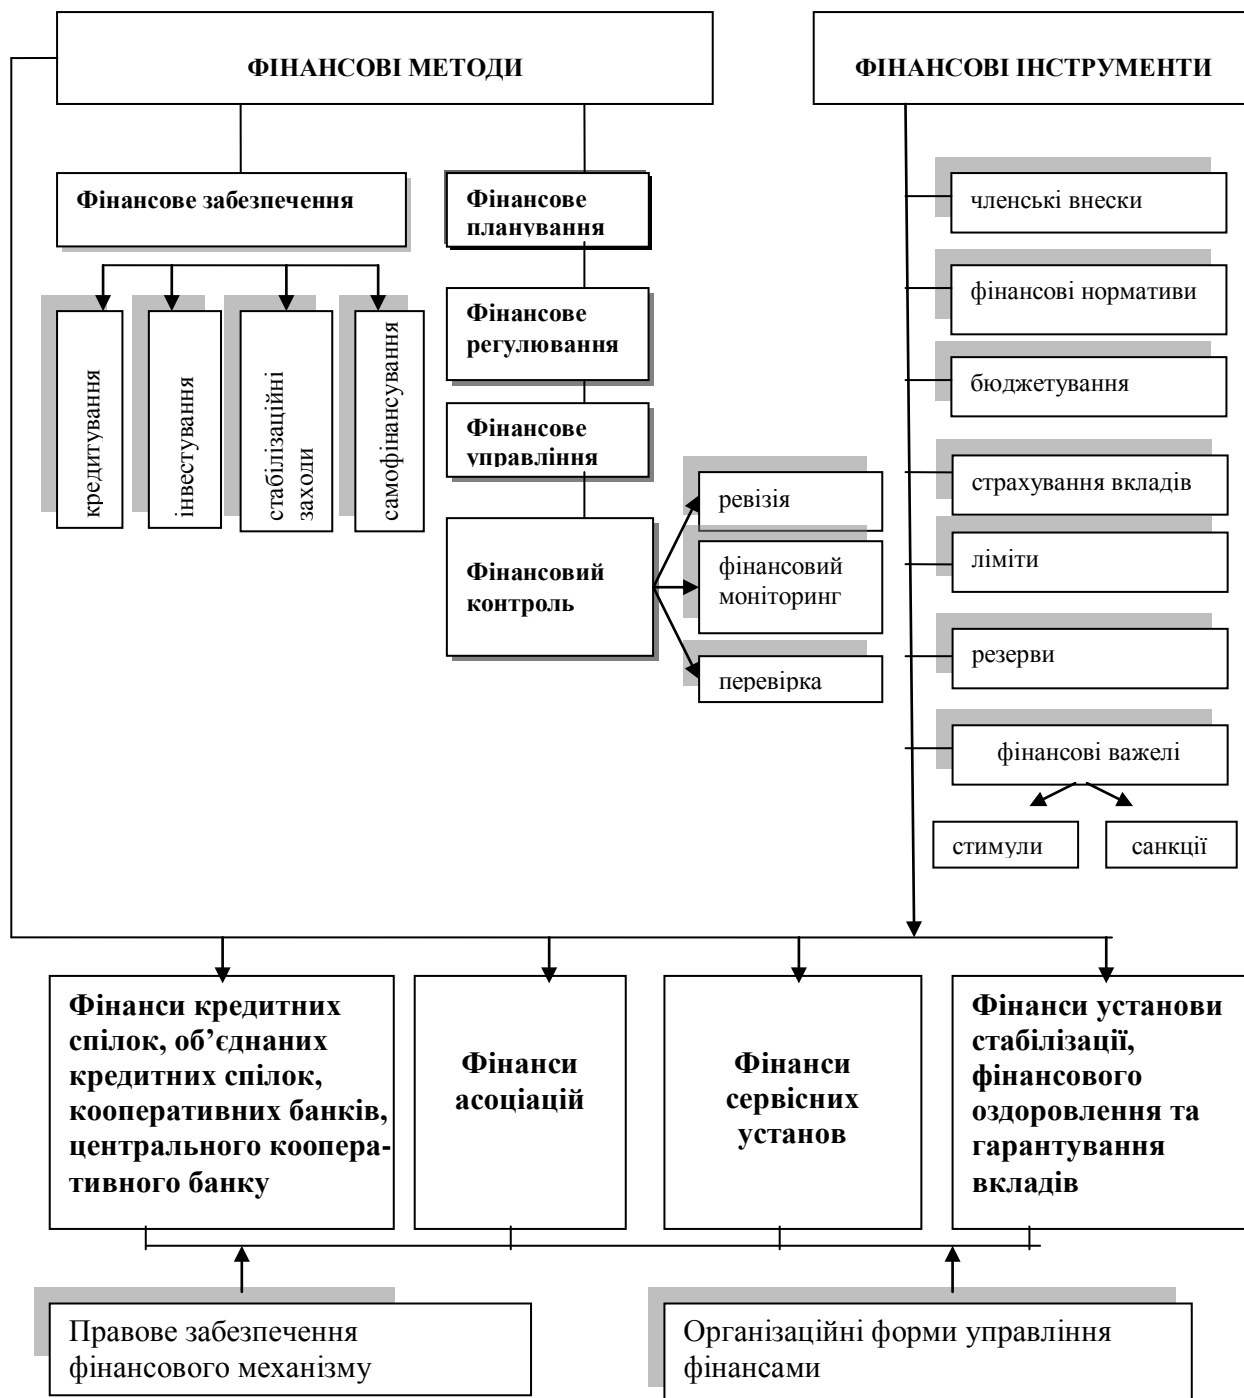 ФІНАНСОВІ МЕТОДИ
ФІНАНСОВІ ІНСТРУМЕНТИ
Фінансове забезпечення
кредитування
інвестування
стабілізаційні
заходи
самофінансування
Фінансове
планування
Фінансове
регулювання
Фінансове
управління
Фінансовий
контроль
ревізія
фінансовий
моніторинг
перевірка
членські внески
фінансові нормативи
бюджетування
страхування вкладів
ліміти
резерви
фінансові важелі
стимули
санкції
Фінанси кредитних
спілок, об’єднаних
кредитних спілок,
кооперативних банків,
центрального коопера-
тивного банку
Фінанси
асоціацій
Фінанси
сервісних
установ
Фінанси установи
стабілізації,
фінансового
оздоровлення та
гарантування
вкладів
Правове забезпечення
фінансового механізму
Організаційні форми управління
фінансами